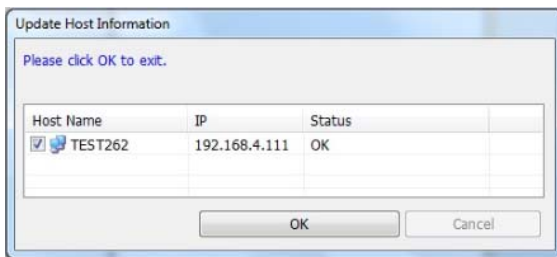 Update Host Information
Please click OK to exit.
Host Name IP Status
TEST262 192.168.4.111 OK
OK Cancel